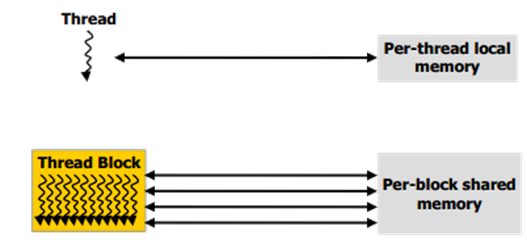 Thread
Per-thread local
memory
Thread Block
Per-block shared
memory